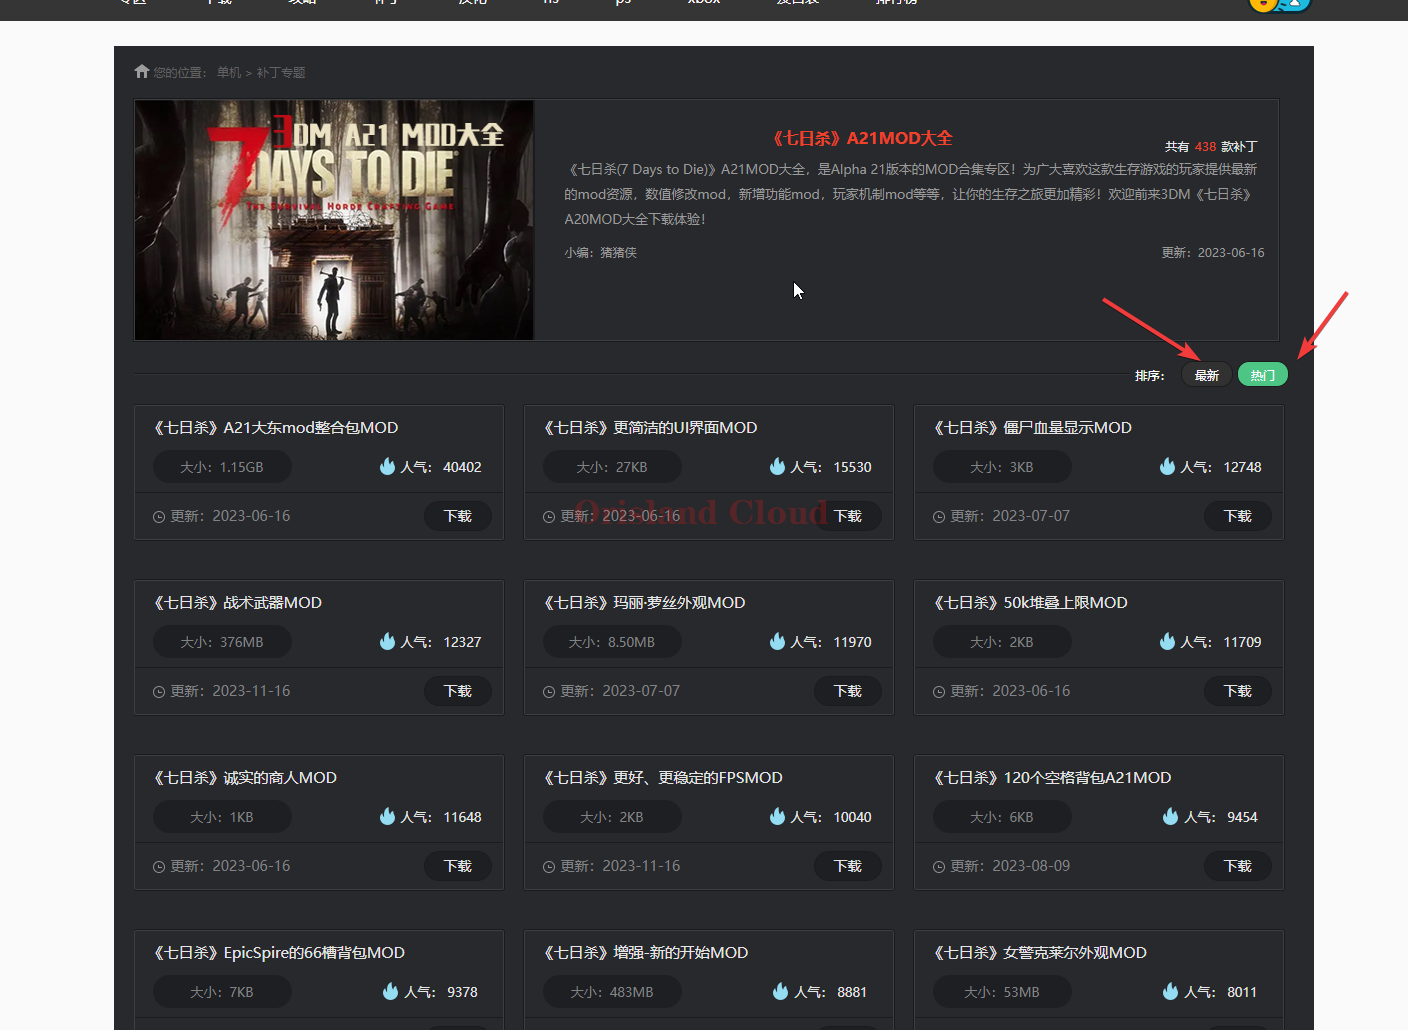 专区 下载 攻略 补丁 汉化 ns ps xbox 发售表 排行榜
您的位置： 单机 > 补丁专题
3DM A21 MOD大全
7 DAYS TO DIE
The Survival Horde Crafting Game
《七日杀》A21MOD大全
共有 438 款补丁
《七日杀(7 Days to Die)》A21MOD大全，是Alpha 21版本的MOD合集专区！为广大喜欢这款生存游戏的玩家提供最新
的mod资源，数值修改mod，新增功能mod，玩家机制mod等等，让你的生存之旅更加精彩！欢迎前来3DM《七日杀》
A20MOD大全下载体验！
小编：猪猪侠 更新：2023-06-16
排序： 最新 热门
《七日杀》A21大东mod整合包MOD 《七日杀》更简洁的UI界面MOD 《七日杀》僵尸血量显示MOD
大小：1.15GB 人气： 40402 大小：27KB 人气： 15530 大小：3KB 人气： 12748
更新：2023-06-16 下载 更新：2023-06-16 下载 更新：2023-07-07 下载
Orisland Cloud
《七日杀》战术武器MOD 《七日杀》玛丽·萝丝外观MOD 《七日杀》50k堆叠上限MOD
大小：376MB 人气： 12327 大小：8.50MB 人气： 11970 大小：2KB 人气： 11709
更新：2023-11-16 下载 更新：2023-07-07 下载 更新：2023-06-16 下载
《七日杀》诚实的商人MOD 《七日杀》更好、更稳定的FPSMOD 《七日杀》120个空格背包A21MOD
大小：1KB 人气： 11648 大小：2KB 人气： 10040 大小：6KB 人气： 9454
更新：2023-06-16 下载 更新：2023-11-16 下载 更新：2023-08-09 下载
《七日杀》EpicSpire的66槽背包MOD 《七日杀》增强-新的开始MOD 《七日杀》女警克莱尔外观MOD
大小：7KB 人气： 9378 大小：483MB 人气： 8881 大小：53MB 人气： 8011